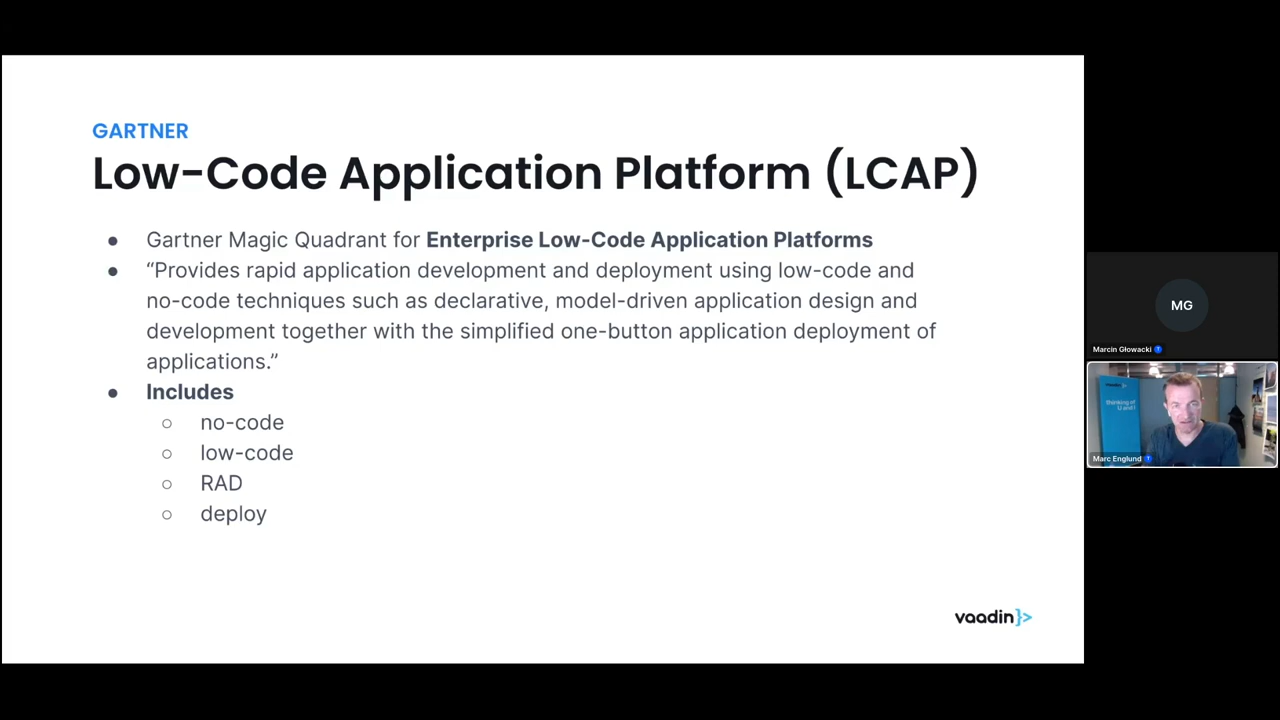 GARTNER
Low-Code Application Platform (LCAP)
● Gartner Magic Quadrant for Enterprise Low-Code Application Platforms
● “Provides rapid application development and deployment using low-code and
no-code techniques such as declarative, model-driven application design and
development together with the simplified one-button application deployment of
applications.”
● Includes
○ no-code
○ low-code
○ RAD
○ deploy
vaadin}>
MG
Marcin Głowacki
thinking of
U and I
Marc Englund